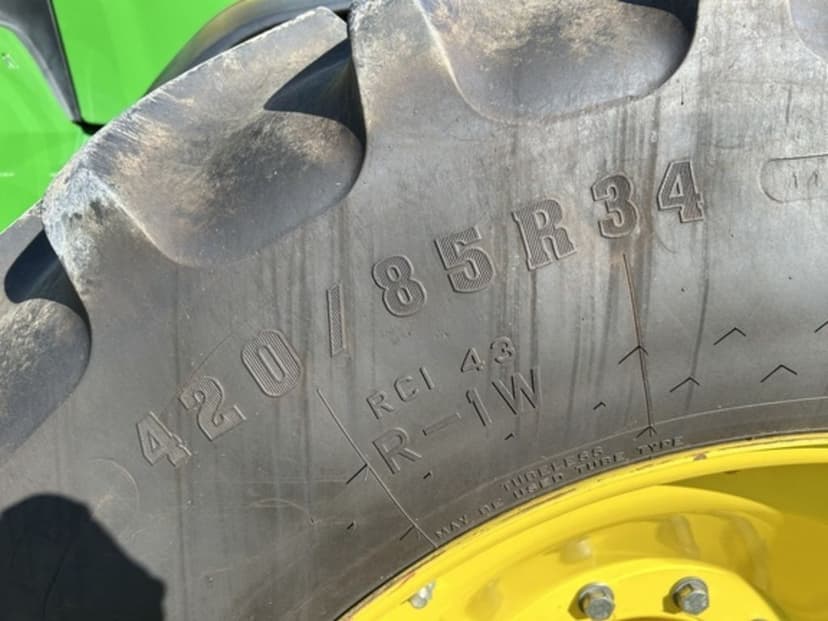 420/85R34
RCI 43
R-1W
TUBELESS
MAY BE USED TUBE TYPE